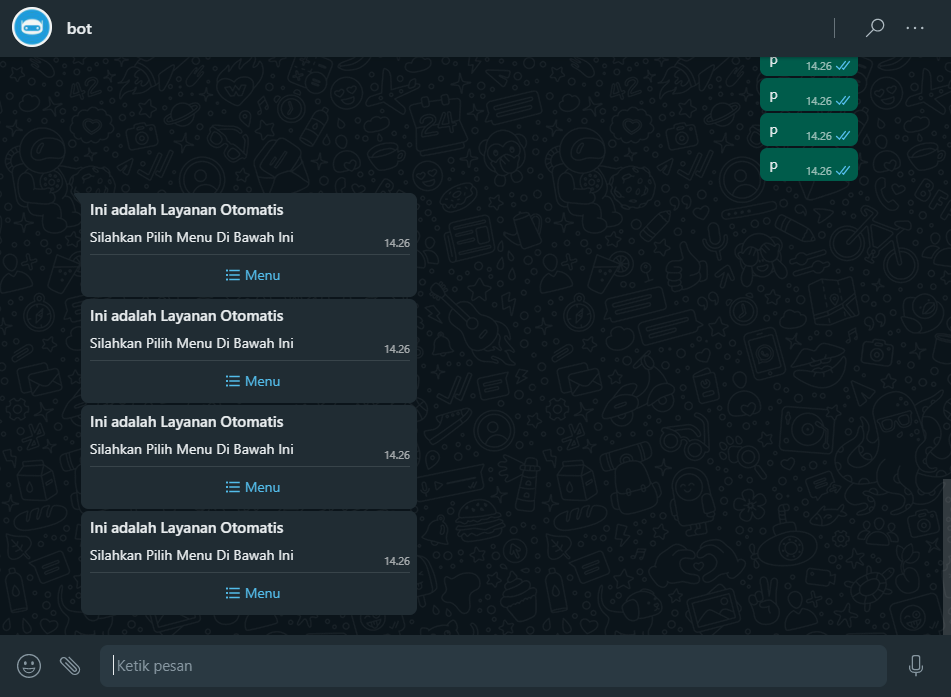 bot
p
14.26
p
14.26
p
14.26
p
14.26
Ini adalah Layanan Otomatis
Silahkan Pilih Menu Di Bawah Ini
14.26
Menu
Ini adalah Layanan Otomatis
Silahkan Pilih Menu Di Bawah Ini
14.26
Menu
Ini adalah Layanan Otomatis
Silahkan Pilih Menu Di Bawah Ini
14.26
Menu
Ini adalah Layanan Otomatis
Silahkan Pilih Menu Di Bawah Ini
14.26
Menu
Ketik pesan